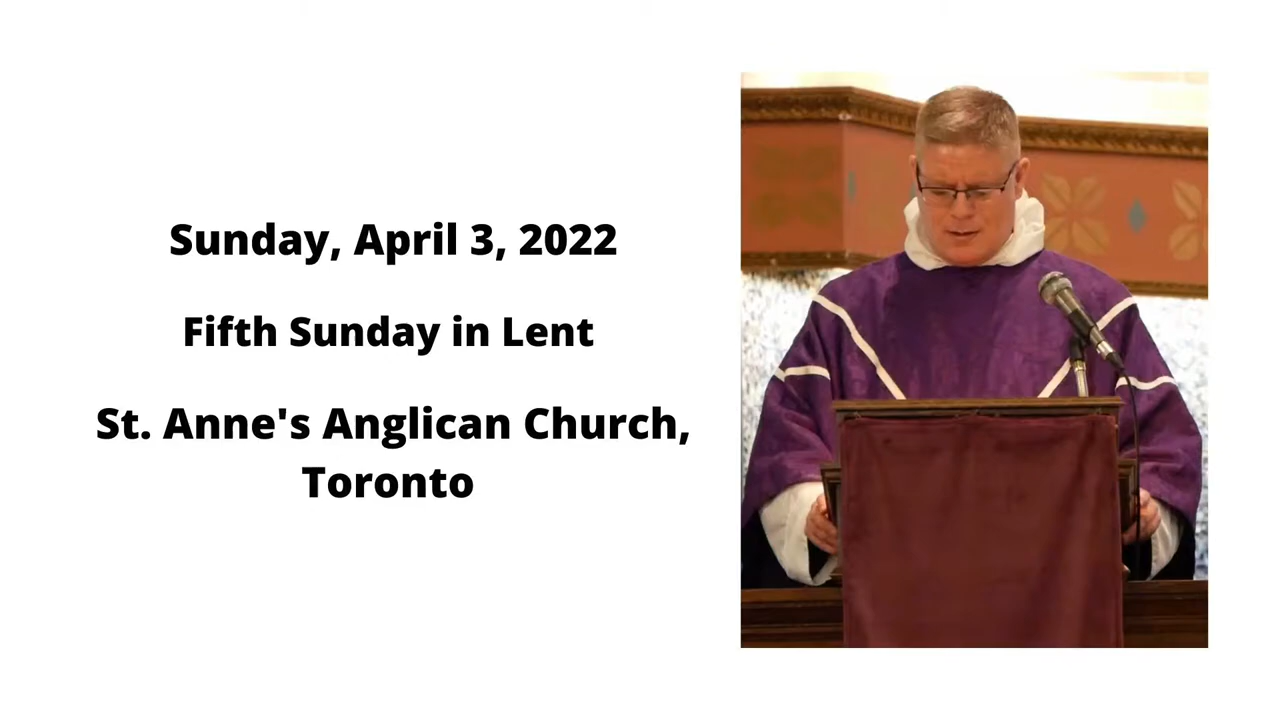 Sunday, April 3, 2022
Fifth Sunday in Lent
St. Anne's Anglican Church,
Toronto